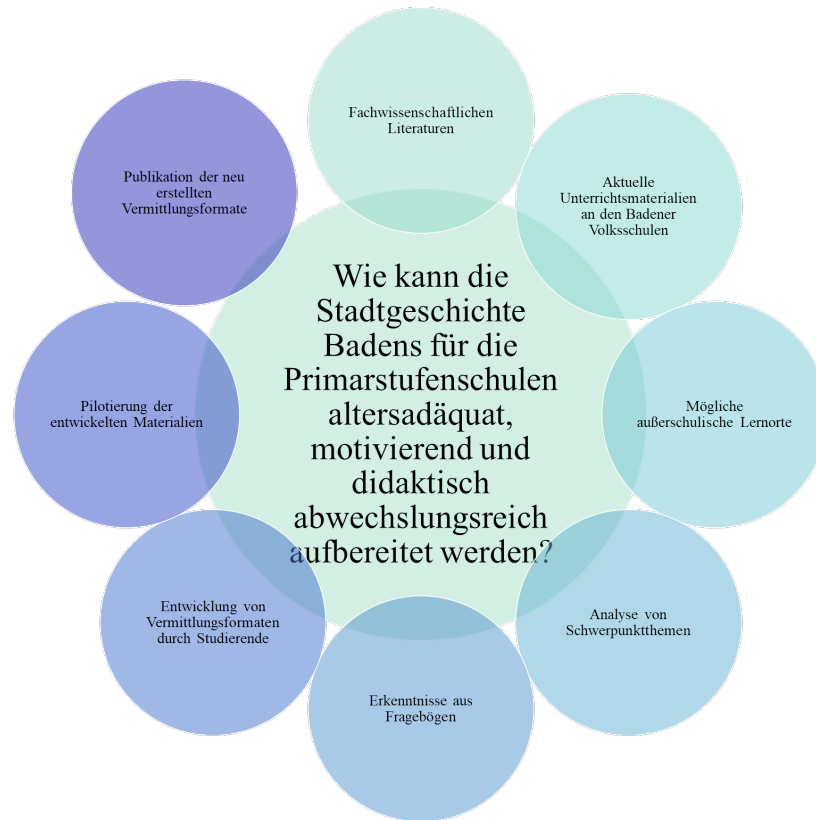 Fachwissenschaftlichen
Literaturen
Aktuelle
Unterrichtsmaterialien
an den Badener
Volksschulen
Mögliche
außerschulische Lernorte
Analyse von
Schwerpunktthemen
Erkenntnisse aus
Fragebögen
Entwicklung von
Vermittlungsformaten
durch Studierende
Pilotierung der
entwickelten Materialien
Publikation der neu
erstellten
Vermittlungsformate
Wie kann die
Stadtgeschichte
Badens für die
Primarstufenschulen
altersadäquat,
motivierend und
didaktisch
abwechslungsreich
aufbereitet werden?